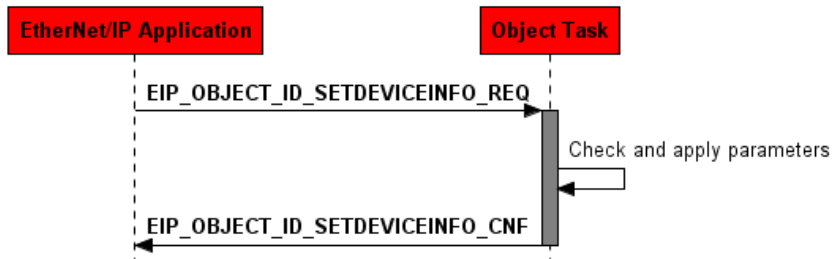 EtherNet/IP Application
Object Task
EIP_OBJECT_ID_SETDEVICEINFO_REQ
Check and apply parameters
EIP_OBJECT_ID_SETDEVICEINFO_CNF